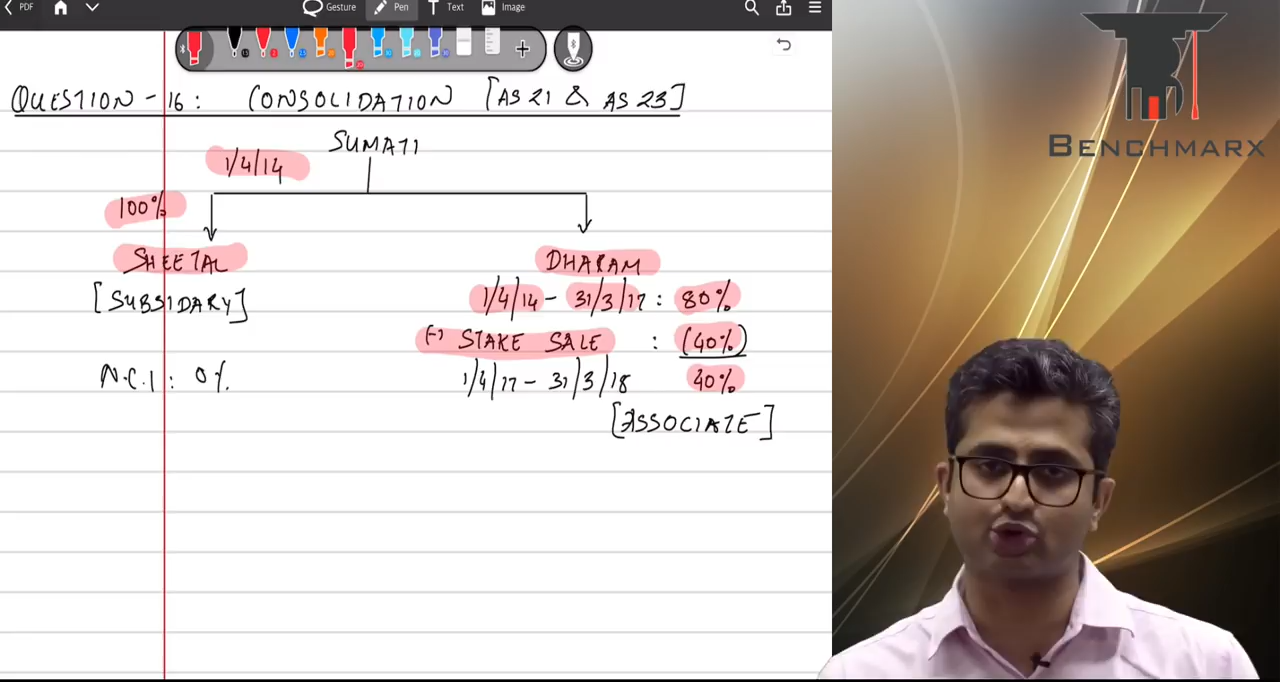 PDF
Gesture
Pen
Text
Image
QUESTION - 16 : CONSOLIDATION [AS 21 & AS 23]
SUMATI
1/4/14
100%
SHEETAL
[SUBSIDARY]
N.C.I : 0%
DHARAM
1/4/14 - 31/3/17 : 80%
(-) STAKE SALE : (40%)
1/4/17 - 31/3/18 40%
[ASSOCIATE]
BENCHMARX